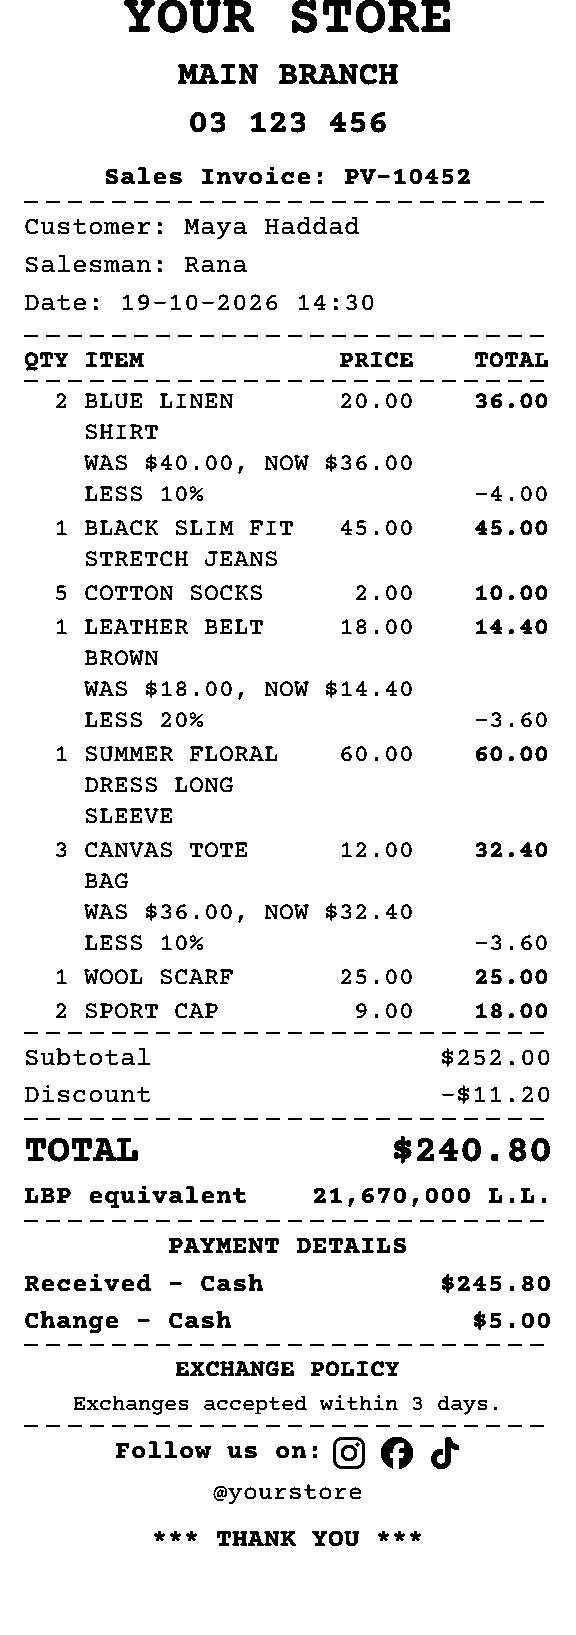 YOUR STORE
MAIN BRANCH
03 123 456
Sales Invoice: PV-10452
Customer: Maya Haddad
Salesman: Rana
Date: 19-10-2026 14:30
QTY ITEM PRICE TOTAL
2 BLUE LINEN 20.00 36.00
SHIRT
WAS $40.00, NOW $36.00
LESS 10% -4.00
1 BLACK SLIM FIT 45.00 45.00
STRETCH JEANS
5 COTTON SOCKS 2.00 10.00
1 LEATHER BELT 18.00 14.40
BROWN
WAS $18.00, NOW $14.40
LESS 20% -3.60
1 SUMMER FLORAL 60.00 60.00
DRESS LONG
SLEEVE
3 CANVAS TOTE 12.00 32.40
BAG
WAS $36.00, NOW $32.40
LESS 10% -3.60
1 WOOL SCARF 25.00 25.00
2 SPORT CAP 9.00 18.00
Subtotal $252.00
Discount -$11.20
TOTAL $240.80
LBP equivalent 21,670,000 L.L.
PAYMENT DETAILS
Received - Cash $245.80
Change - Cash $5.00
EXCHANGE POLICY
Exchanges accepted within 3 days.
Follow us on:
@yourstore
*** THANK YOU ***